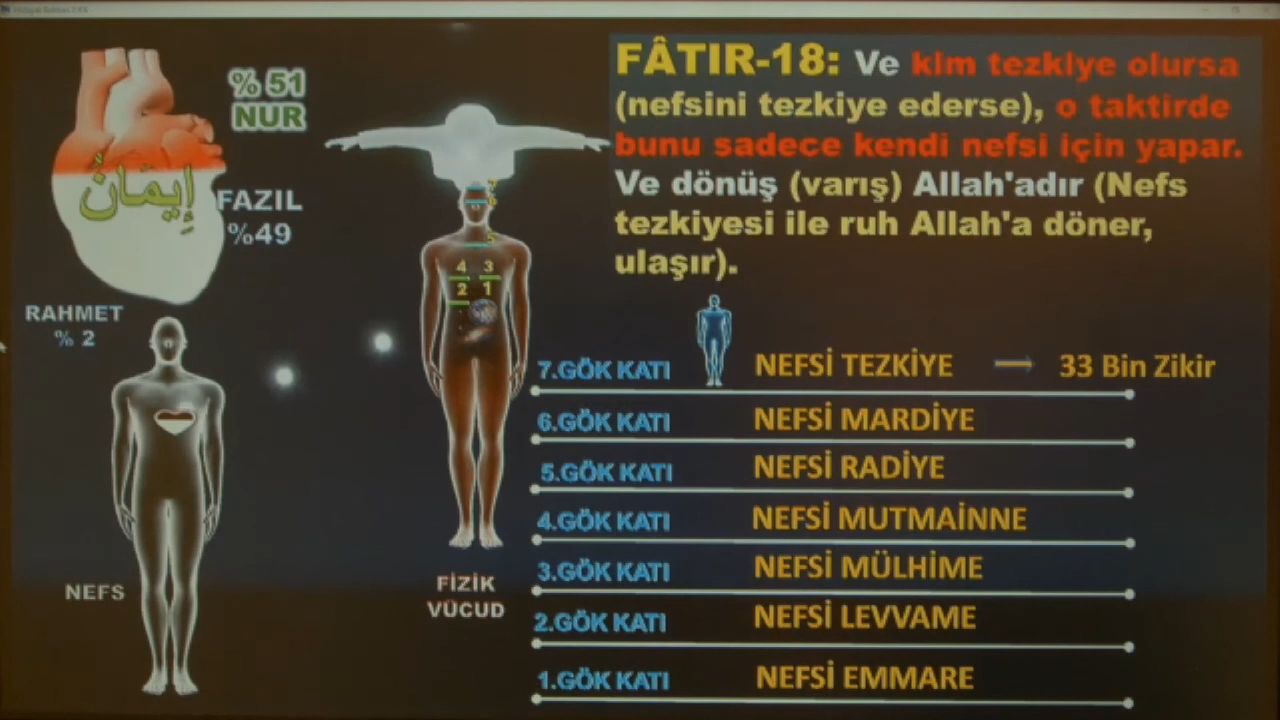 % 51
NUR
إِيمَانْ
FAZIL
%49
RAHMET
% 2
NEFS
4 3
2 1
FİZİK
VÜCUD
FÂTIR-18: Ve kim tezkiye olursa
(nefsini tezkiye ederse), o taktirde
bunu sadece kendi nefsi için yapar.
Ve dönüş (varış) Allah'adır (Nefs
tezkiyesi ile ruh Allah'a döner,
ulaşır).
7.GÖK KATI NEFSİ TEZKİYE 33 Bin Zikir
6.GÖK KATI NEFSİ MARDİYE
5.GÖK KATI NEFSİ RADİYE
4.GÖK KATI NEFSİ MUTMAİNNE
3.GÖK KATI NEFSİ MÜLHİME
2.GÖK KATI NEFSİ LEVVAME
1.GÖK KATI NEFSİ EMMARE